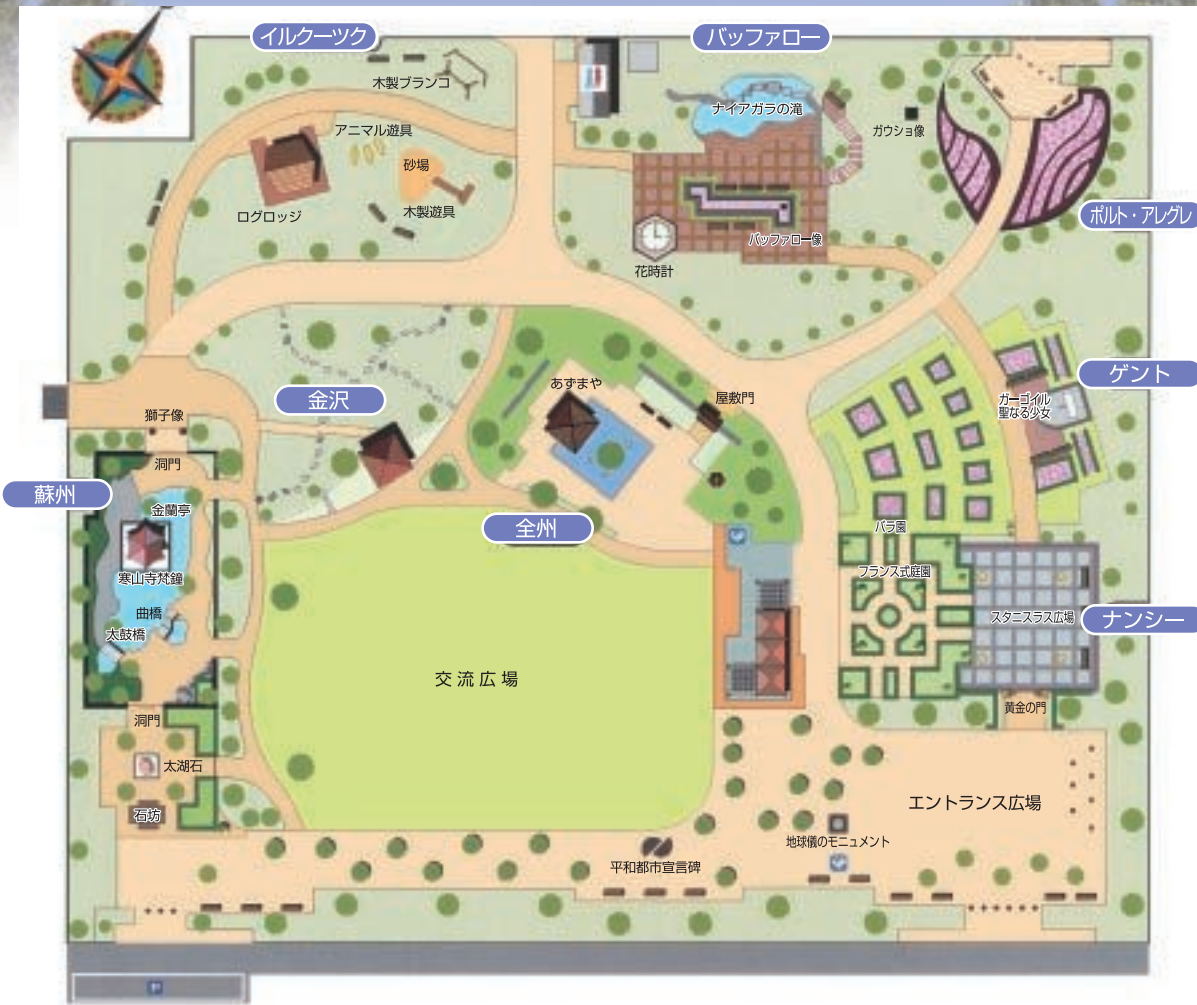 イルクーツク
バッファロー
木製ブランコ
ナイアガラの滝
ガウショ像
アニマル遊具
砂場
ログロッジ
木製遊具
ポルト・アレグレ
バッファロー像
花時計
金沢
あずまや
屋敷門
ゲント
ガーゴイル
聖なる少女
獅子像
洞門
蘇州
金蘭亭
全州
バラ園
寒山寺梵鐘
フランス式庭園
曲橋
太鼓橋
スタニスラス広場
ナンシー
交流広場
黄金の門
洞門
太湖石
石坊
エントランス広場
地球儀のモニュメント
平和都市宣言碑
P